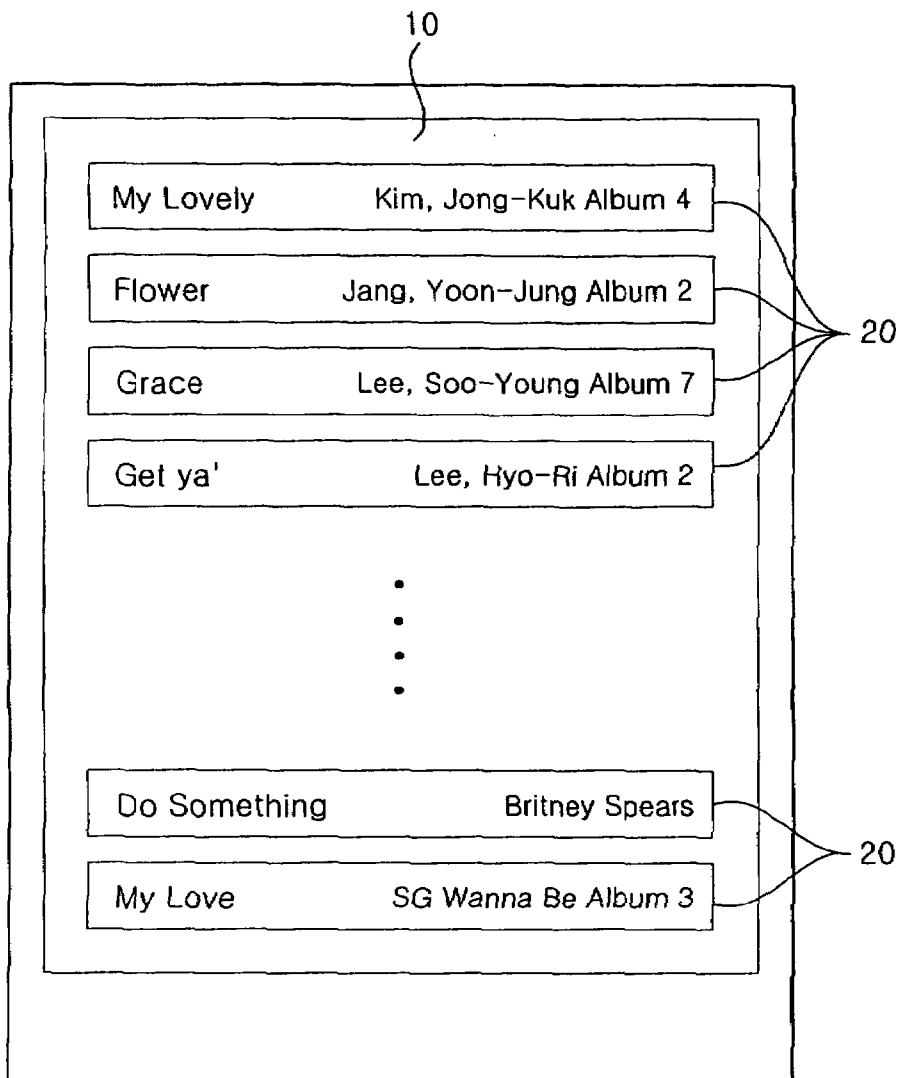 10
My Lovely Kim, Jong-Kuk Album 4
Flower Jang, Yoon-Jung Album 2
20
Grace Lee, Soo-Young Album 7
Get ya' Lee, Hyo-Ri Album 2
Do Something Britney Spears
20
My Love SG Wanna Be Album 3